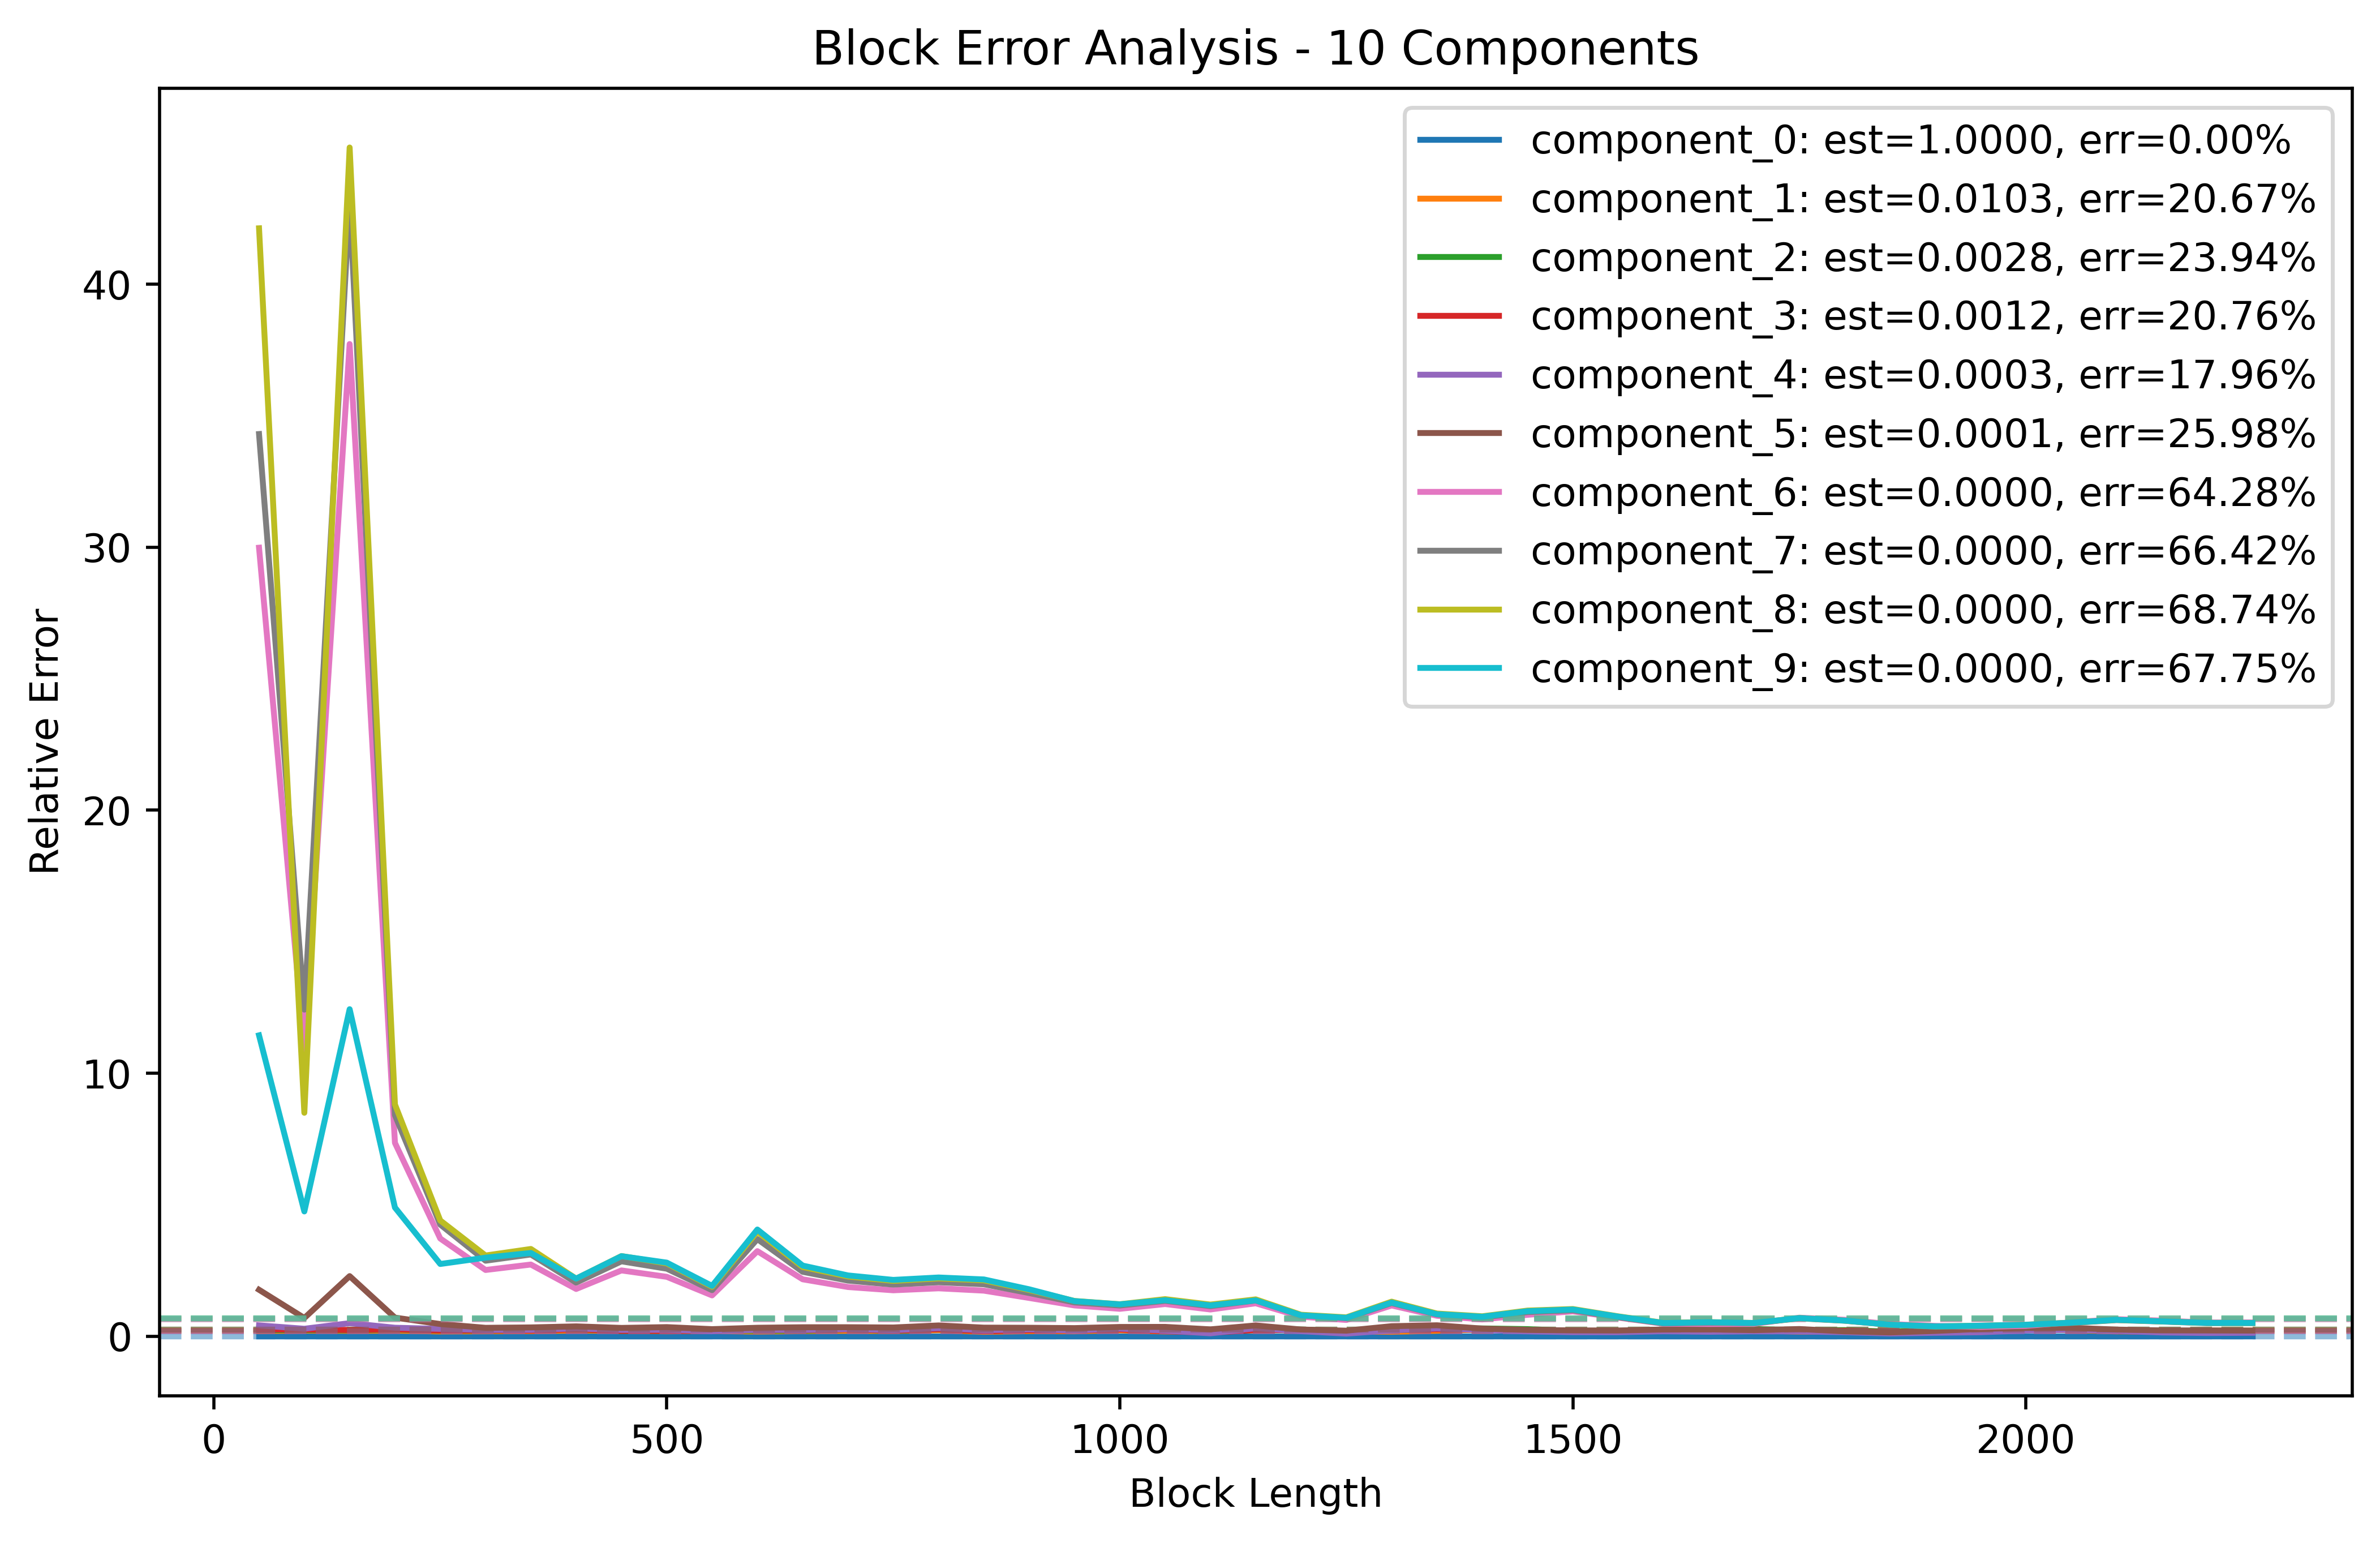 Block Error Analysis - 10 Components
component_0: est=1.0000, err=0.00%
component_1: est=0.0103, err=20.67%
component_2: est=0.0028, err=23.94%
component_3: est=0.0012, err=20.76%
component_4: est=0.0003, err=17.96%
component_5: est=0.0001, err=25.98%
component_6: est=0.0000, err=64.28%
component_7: est=0.0000, err=66.42%
component_8: est=0.0000, err=68.74%
component_9: est=0.0000, err=67.75%
Relative Error
40
30
20
10
0
0 500 1000 1500 2000
Block Length